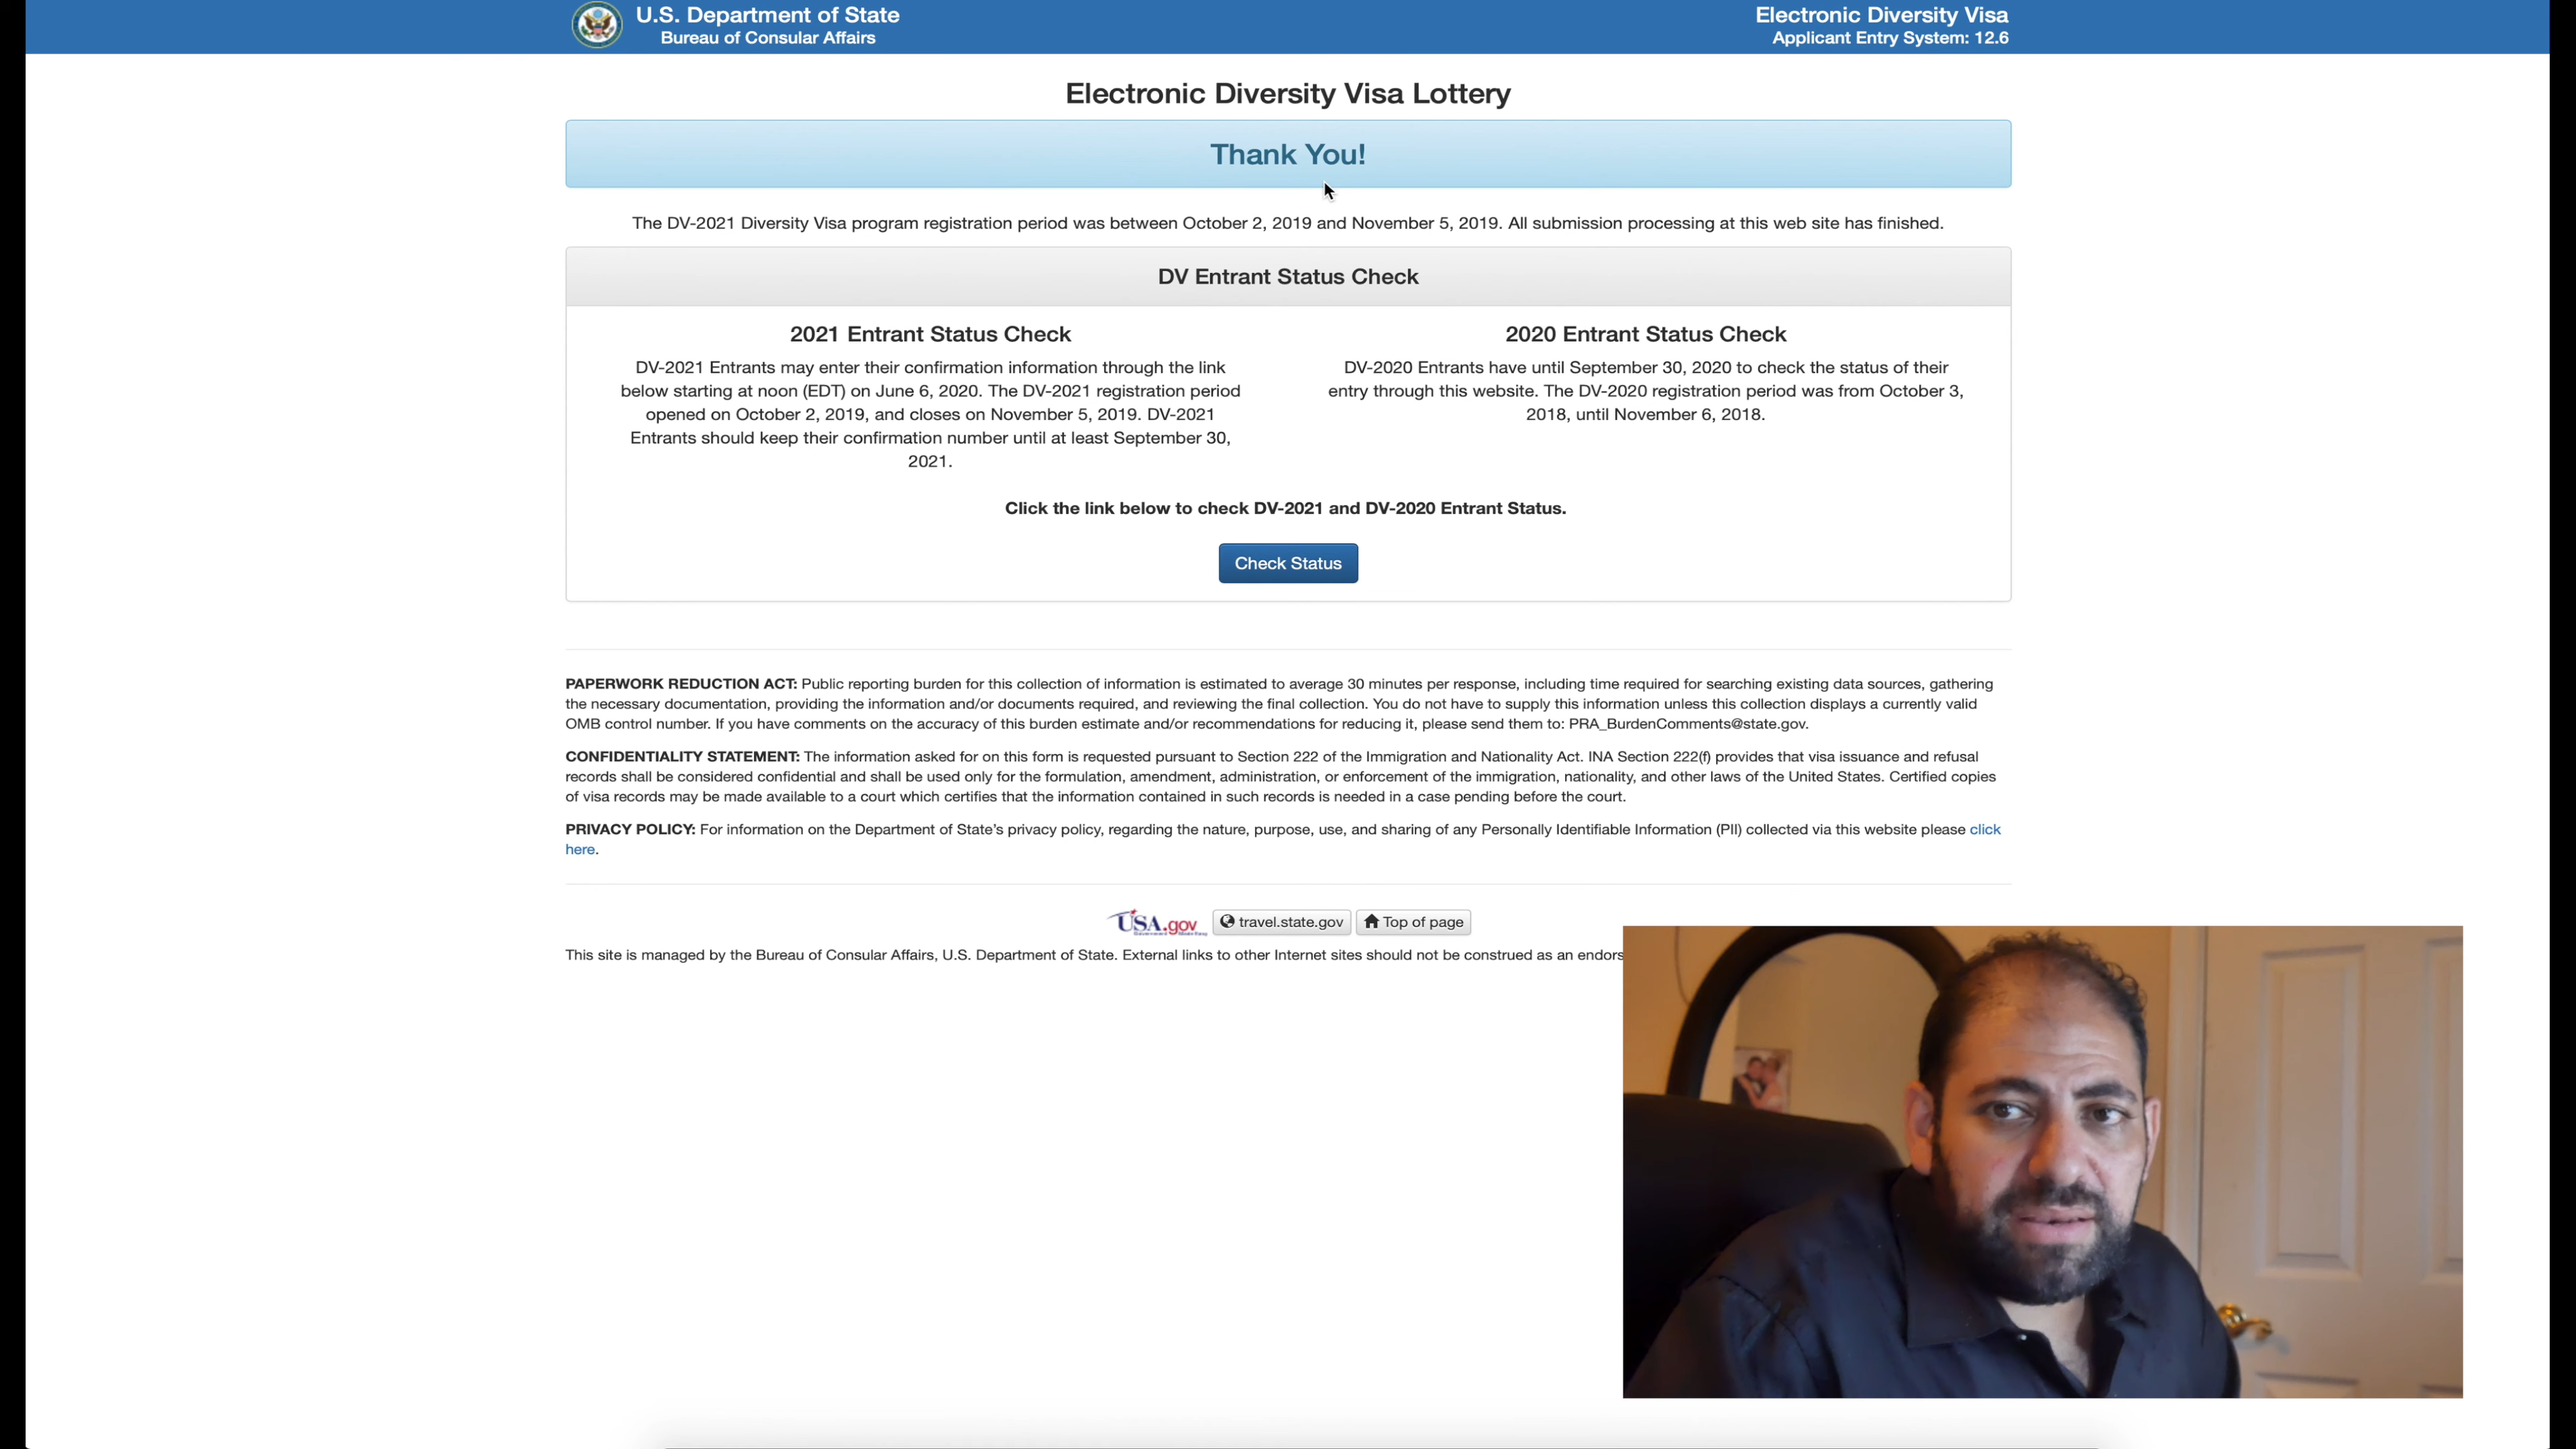 U.S. Department of State
Bureau of Consular Affairs
Electronic Diversity Visa
Applicant Entry System: 12.6
Electronic Diversity Visa Lottery
Thank You!
The DV-2021 Diversity Visa program registration period was between October 2, 2019 and November 5, 2019. All submission processing at this web site has finished.
DV Entrant Status Check
2021 Entrant Status Check
DV-2021 Entrants may enter their confirmation information through the link
below starting at noon (EDT) on June 6, 2020. The DV-2021 registration period
opened on October 2, 2019, and closes on November 5, 2019. DV-2021
Entrants should keep their confirmation number until at least September 30,
2021.
2020 Entrant Status Check
DV-2020 Entrants have until September 30, 2020 to check the status of their
entry through this website. The DV-2020 registration period was from October 3,
2018, until November 6, 2018.
Click the link below to check DV-2021 and DV-2020 Entrant Status.
Check Status
PAPERWORK REDUCTION ACT: Public reporting burden for this collection of information is estimated to average 30 minutes per response, including time required for searching existing data sources, gathering
the necessary documentation, providing the information and/or documents required, and reviewing the final collection. You do not have to supply this information unless this collection displays a currently valid
OMB control number. If you have comments on the accuracy of this burden estimate and/or recommendations for reducing it, please send them to: PRA_BurdenComments@state.gov.
CONFIDENTIALITY STATEMENT: The information asked for on this form is requested pursuant to Section 222 of the Immigration and Nationality Act. INA Section 222(f) provides that visa issuance and refusal
records shall be considered confidential and shall be used only for the formulation, amendment, administration, or enforcement of the immigration, nationality, and other laws of the United States. Certified copies
of visa records may be made available to a court which certifies that the information contained in such records is needed in a case pending before the court.
PRIVACY POLICY: For information on the Department of State's privacy policy, regarding the nature, purpose, use, and sharing of any Personally Identifiable Information (PII) collected via this website please click
here.
USA.gov travel.state.gov Top of page
This site is managed by the Bureau of Consular Affairs, U.S. Department of State. External links to other Internet sites should not be construed as an endors